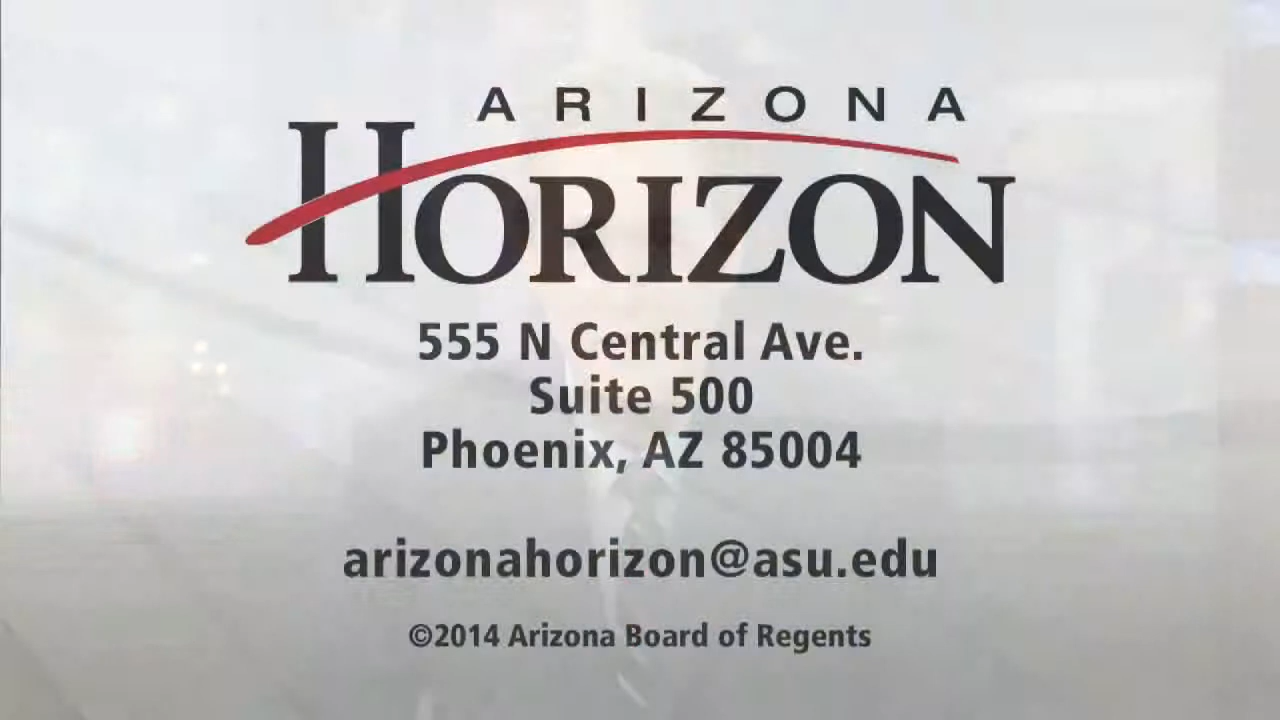 ARIZONA
HORIZON
555 N Central Ave.
Suite 500
Phoenix, AZ 85004
arizonahorizon@asu.edu
©2014 Arizona Board of Regents